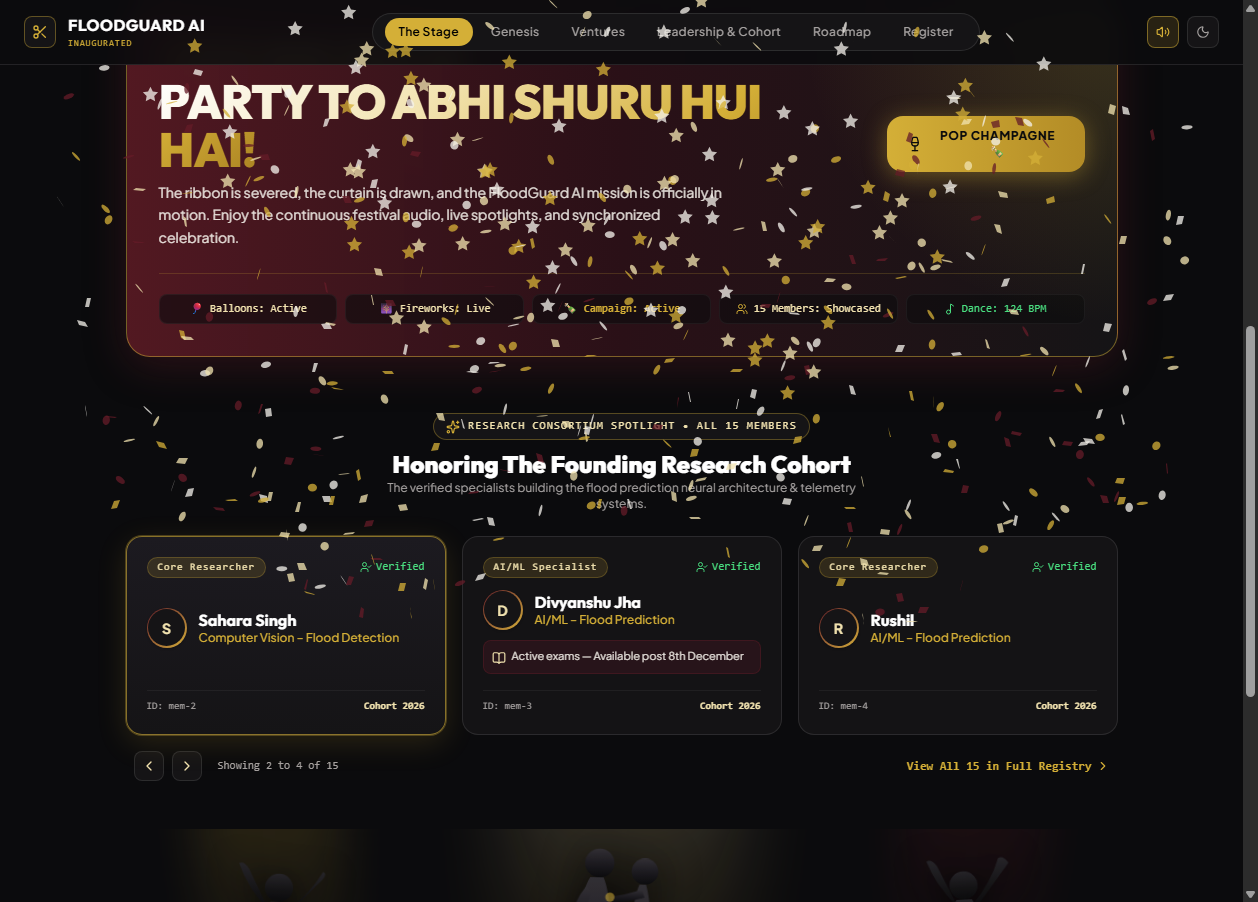 FLOODGUARD AI
INAUGURATED
The Stage
Genesis
Ventures
Leadership & Cohort
Roadmap
Register
PARTY TO ABHI SHURU HUI
HAI!
POP CHAMPAGNE
The ribbon is severed, the curtain is drawn, and the FloodGuard AI mission is officially in
motion. Enjoy the continuous festival audio, live spotlights, and synchronized
celebration.
Balloons: Active
Fireworks: Live
Campaign: Active
15 Members: Showcased
Dance: 124 BPM
RESEARCH CONSORTIUM SPOTLIGHT • ALL 15 MEMBERS
Honoring The Founding Research Cohort
The verified specialists building the flood prediction neural architecture & telemetry
systems.
Core Researcher
Verified
S
Sahara Singh
Computer Vision – Flood Detection
ID: mem-2
Cohort 2026
AI/ML Specialist
Verified
D
Divyanshu Jha
AI/ML – Flood Prediction
Active exams — Available post 8th December
ID: mem-3
Cohort 2026
Core Researcher
Verified
R
Rushil
AI/ML – Flood Prediction
ID: mem-4
Cohort 2026
Showing 2 to 4 of 15
View All 15 in Full Registry